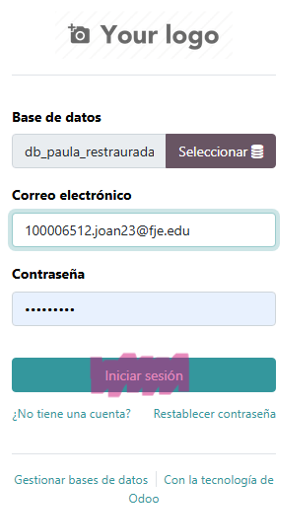 Your logo
Base de datos
db_paula_restraurada Seleccionar
Correo electrónico
100006512.joan23@fje.edu
Contraseña
•••••••••
Iniciar sesión
¿No tiene una cuenta? Restablecer contraseña
Gestionar bases de datos Con la tecnología de
Odoo